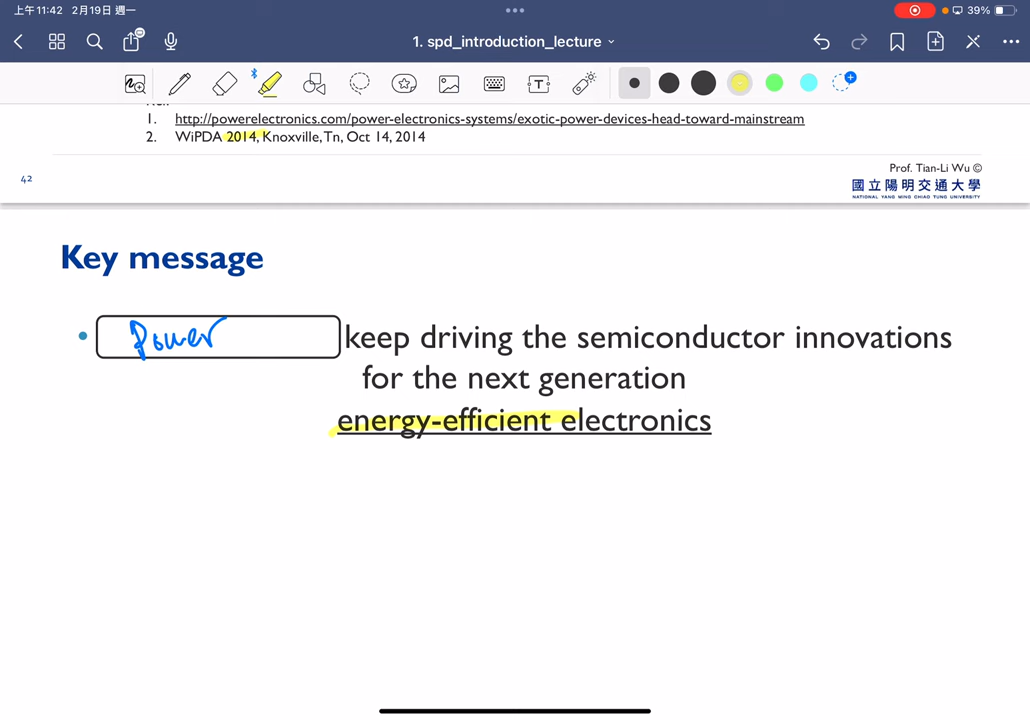 上午11:42 2月19日 週一
39%
1. spd_introduction_lecture
1. http://powerelectronics.com/power-electronics-systems/exotic-power-devices-head-toward-mainstream
2. WiPDA 2014, Knoxville, Tn, Oct 14, 2014
42
Prof. Tian-Li Wu ©
國立陽明交通大學
NATIONAL YANG MING CHIAO TUNG UNIVERSITY
Key message
• Power keep driving the semiconductor innovations
for the next generation
energy-efficient electronics